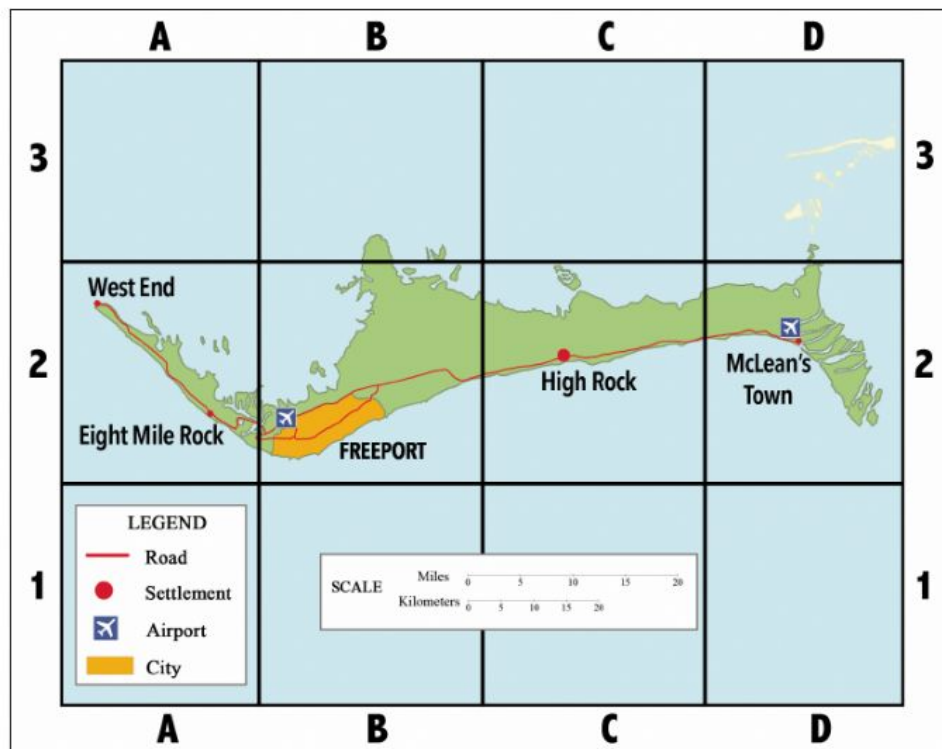 A B C D
3 3
West End
2 2
McLean's
Town
High Rock
Eight Mile Rock
FREEPORT
LEGEND
Road
Settlement
Airport
City
1 1
SCALE
Miles 0 5 10 15 20
Kilometers 0 5 10 15 20
A B C D